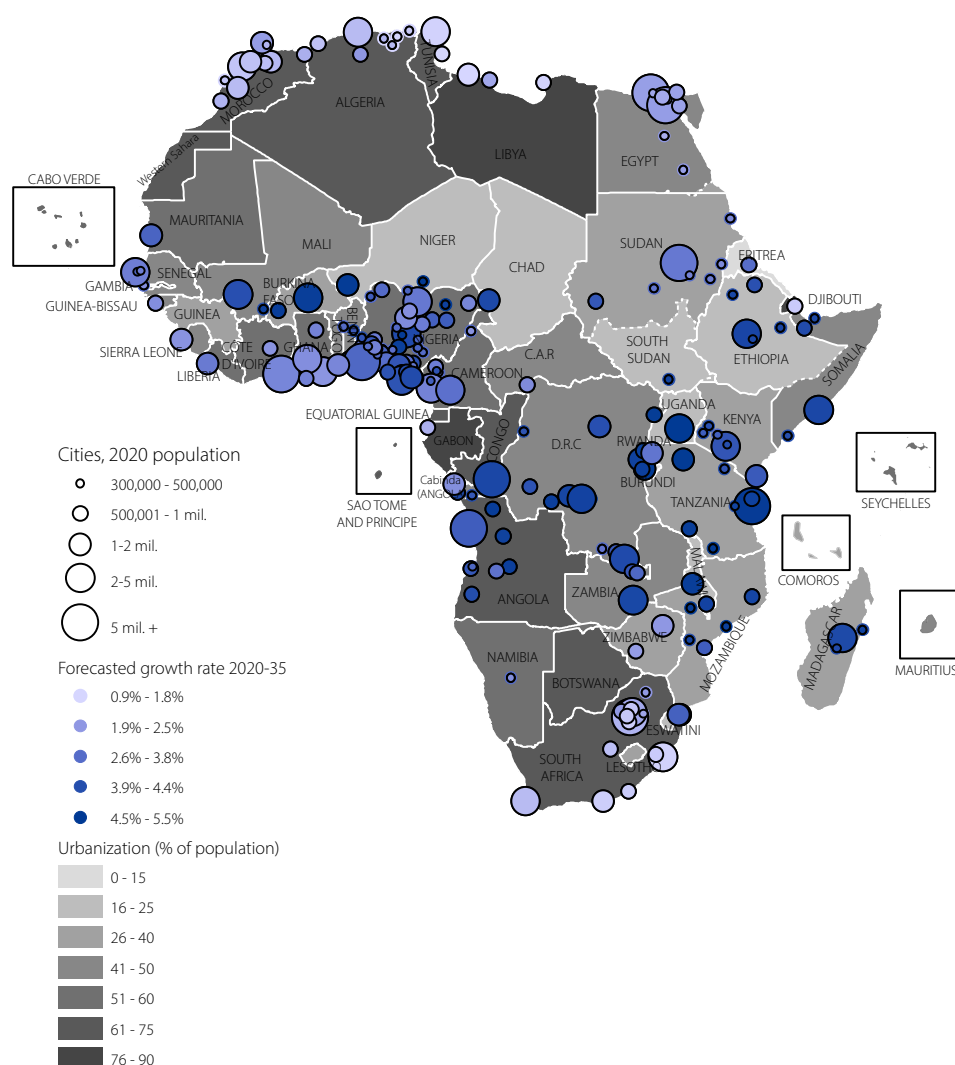 TUNISIA
MOROCCO
ALGERIA
LIBYA
EGYPT
Western Sahara
CABO VERDE
MAURITANIA
MALI
NIGER
CHAD
SUDAN
ERITREA
SENEGAL
GAMBIA
GUINEA-BISSAU
GUINEA
BURKINA
FASO
BENIN
TOGO
GHANA
NIGERIA
DJIBOUTI
SIERRA LEONE
LIBERIA
CÔTE
D'IVOIRE
CAMEROON
C.A.R
SOUTH
SUDAN
ETHIOPIA
SOMALIA
EQUATORIAL GUINEA
GABON
CONGO
D.R.C
UGANDA
KENYA
RWANDA
BURUNDI
Cabinda
(ANGOLA)
SAO TOME
AND PRINCIPE
TANZANIA
SEYCHELLES
COMOROS
ANGOLA
ZAMBIA
MALAWI
ZIMBABWE
MOZAMBIQUE
MADAGASCAR
MAURITIUS
NAMIBIA
BOTSWANA
ESWATINI
SOUTH
AFRICA
LESOTHO
Cities, 2020 population
300,000 - 500,000
500,001 - 1 mil.
1-2 mil.
2-5 mil.
5 mil. +
Forecasted growth rate 2020-35
0.9% - 1.8%
1.9% - 2.5%
2.6% - 3.8%
3.9% - 4.4%
4.5% - 5.5%
Urbanization (% of population)
0 - 15
16 - 25
26 - 40
41 - 50
51 - 60
61 - 75
76 - 90